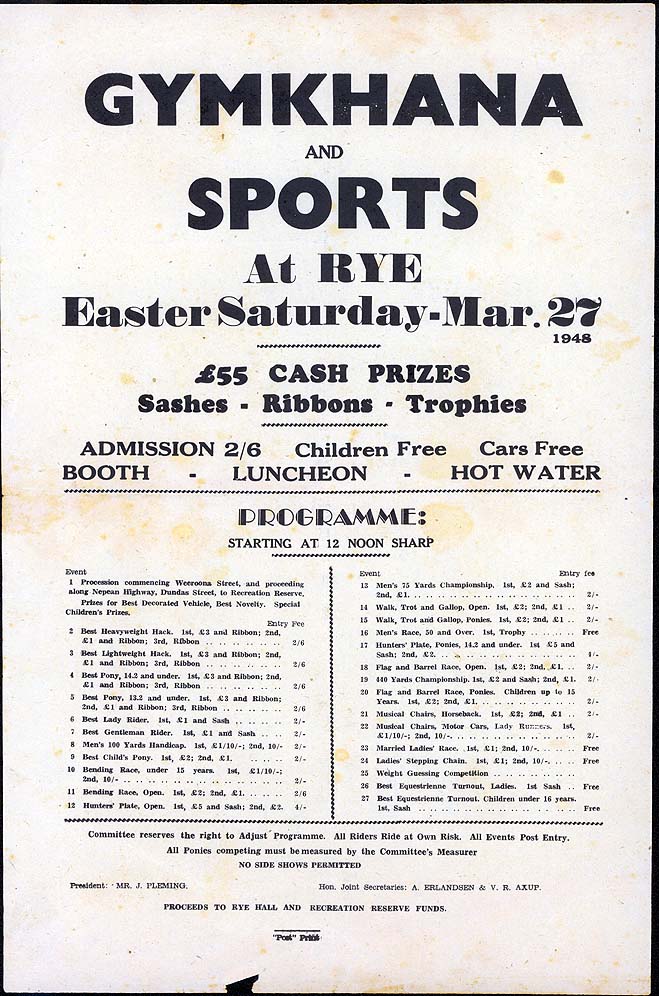 GYMKHANA
AND
SPORTS
At RYE
Easter Saturday-Mar. 27
1948
£55 CASH PRIZES
Sashes - Ribbons - Trophies
ADMISSION 2/6 Children Free Cars Free
BOOTH - LUNCHEON - HOT WATER
PROGRAMME:
STARTING AT 12 NOON SHARP
Event
1 Procession commencing Weeroona Street, and proceeding
along Nepean Highway, Dundas Street, to Recreation Reserve.
Prizes for Best Decorated Vehicle, Best Novelty. Special
Children's Prizes.
Entry Fee
2 Best Heavyweight Hack. 1st, £3 and Ribbon; 2nd,
£1 and Ribbon; 3rd, Ribbon .. .. .. .. .. .. 2/6
3 Best Lightweight Hack. 1st, £3 and Ribbon; 2nd,
£1 and Ribbon; 3rd, Ribbon .. .. .. .. .. .. 2/6
4 Best Pony, 14.2 and under. 1st, £3 and Ribbon; 2nd,
£1 and Ribbon; 3rd, Ribbon .. .. .. .. .. .. 2/6
5 Best Pony, 13.2 and under. 1st, £3 and Ribbon;
2nd, £1 and Ribbon; 3rd, Ribbon .. .. .. .. .. 2/6
6 Best Lady Rider. 1st, £1 and Sash .. .. .. .. 2/-
7 Best Gentleman Rider. 1st, £1 and Sash .. .. 2/-
8 Men's 100 Yards Handicap. 1st, £1/10/-; 2nd, 10/- 2/-
9 Best Child's Pony. 1st, £2; 2nd, £1. .. .. .. 2/-
10 Bending Race, under 15 years. 1st, £1/10/-;
2nd, 10/- .. .. .. .. .. .. .. .. .. .. .. 2/-
11 Bending Race, Open. 1st, £2; 2nd, £1. .. .. .. 2/6
12 Hunters' Plate, Open. 1st, £5 and Sash; 2nd, £2. 4/-
Event Entry fee
13 Men's 75 Yards Championship. 1st, £2 and Sash;
2nd, £1. .. .. .. .. .. .. .. .. .. .. .. 2/-
14 Walk, Trot and Gallop, Open. 1st, £2; 2nd, £1 .. 2/-
15 Walk, Trot and Gallop, Ponies. 1st, £2; 2nd, £1. 2/-
16 Men's Race, 50 and Over. 1st, Trophy .. .. .. Free
17 Hunters' Plate, Ponies, 14.2 and under. 1st £5 and
Sash; 2nd, £2. .. .. .. .. .. .. .. .. .. 4/-
18 Flag and Barrel Race, Open. 1st, £2; 2nd, £1. .. 2/-
19 440 Yards Championship. 1st, £2 and Sash; 2nd, £1. 2/-
20 Flag and Barrel Race, Ponies. Children up to 15
Years. 1st, £2; 2nd, £1. .. .. .. .. .. .. 2/-
21 Musical Chairs, Horseback. 1st, £2; 2nd, £1 .. 2/-
22 Musical Chairs, Motor Cars, Lady Runners. 1st,
£1/10/-; 2nd, 10/-. .. .. .. .. .. .. .. .. 2/-
23 Married Ladies' Race. 1st, £1; 2nd, 10/-. .. .. Free
24 Ladies' Stepping Chain. 1st, £1; 2nd, 10/-. .. .. Free
25 Weight Guessing Competition .. .. .. .. .. ..
26 Best Equestrienne Turnout, Ladies. 1st Sash .. Free
27 Best Equestrienne Turnout. Children under 16 years.
1st, Sash .. .. .. .. .. .. .. .. .. .. .. Free
Committee reserves the right to Adjust Programme. All Riders Ride at Own Risk. All Events Post Entry.
All Ponies competing must be measured by the Committee's Measurer
NO SIDE SHOWS PERMITTED
President: MR. J. FLEMING. Hon. Joint Secretaries: A. ERLANDSEN & V. R. AXUP.
PROCEEDS TO RYE HALL AND RECREATION RESERVE FUNDS.
"Post" Print